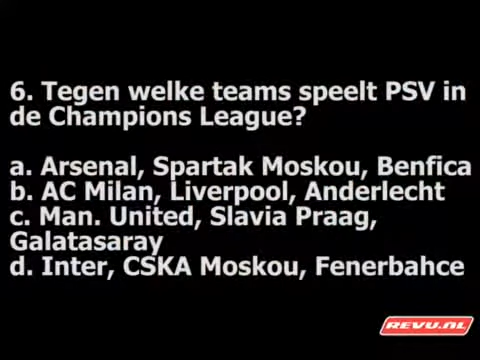 6. Tegen welke teams speelt PSV in
de Champions League?
a. Arsenal, Spartak Moskou, Benfica
b. AC Milan, Liverpool, Anderlecht
c. Man. United, Slavia Praag,
Galatasaray
d. Inter, CSKA Moskou, Fenerbahce
REVU.NL